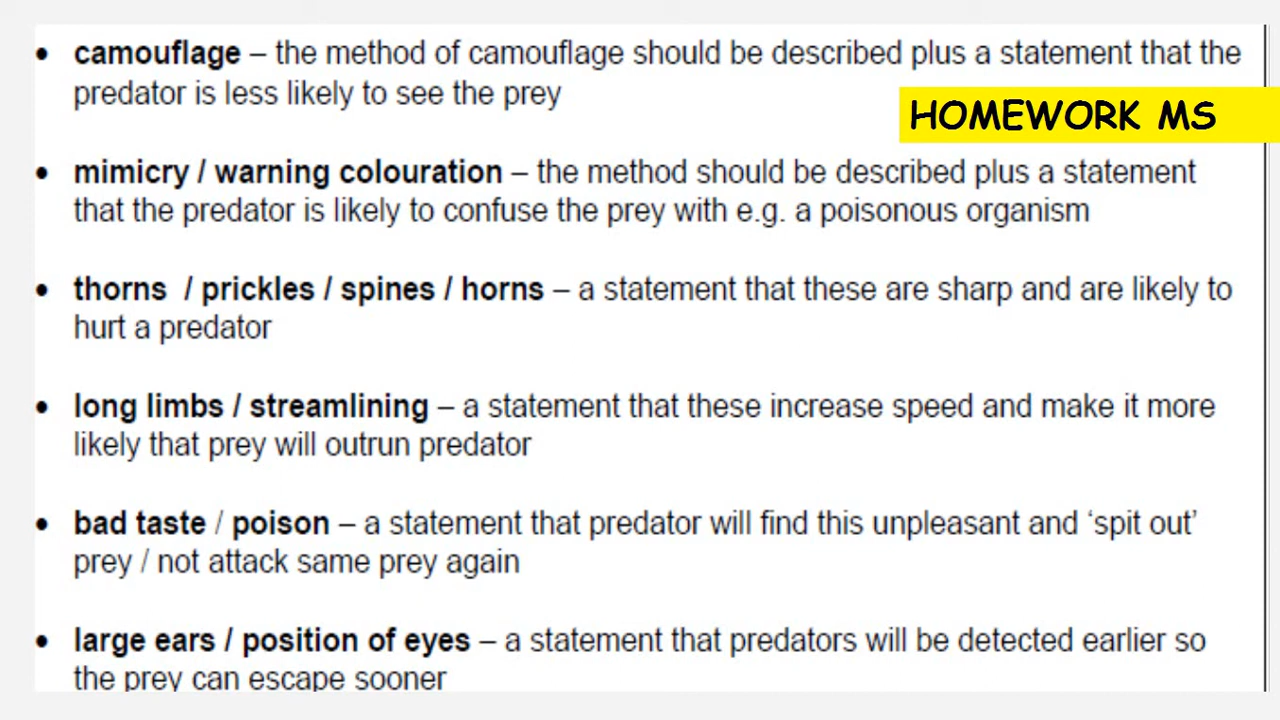 • camouflage – the method of camouflage should be described plus a statement that the
predator is less likely to see the prey
HOMEWORK MS
• mimicry / warning colouration – the method should be described plus a statement
that the predator is likely to confuse the prey with e.g. a poisonous organism
• thorns / prickles / spines / horns – a statement that these are sharp and are likely to
hurt a predator
• long limbs / streamlining – a statement that these increase speed and make it more
likely that prey will outrun predator
• bad taste / poison – a statement that predator will find this unpleasant and ‘spit out’
prey / not attack same prey again
• large ears / position of eyes – a statement that predators will be detected earlier so
the prey can escape sooner